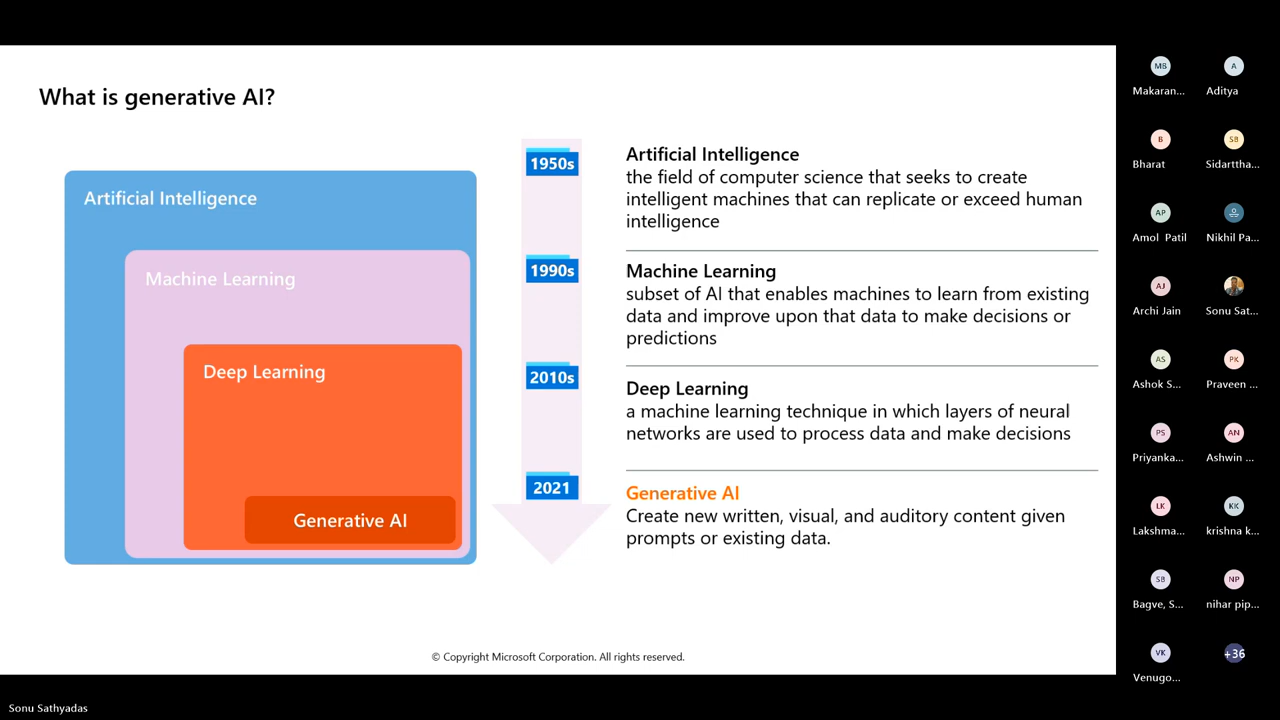 What is generative AI?
Artificial Intelligence
Machine Learning
Deep Learning
Generative AI
1950s
1990s
2010s
2021
Artificial Intelligence
the field of computer science that seeks to create
intelligent machines that can replicate or exceed human
intelligence
Machine Learning
subset of AI that enables machines to learn from existing
data and improve upon that data to make decisions or
predictions
Deep Learning
a machine learning technique in which layers of neural
networks are used to process data and make decisions
Generative AI
Create new written, visual, and auditory content given
prompts or existing data.
© Copyright Microsoft Corporation. All rights reserved.
MB A
Makaran... Aditya
B SB
Bharat Sidarttha...
AP
Amol Patil Nikhil Pa...
AJ
Archi Jain Sonu Sat...
AS PK
Ashok S... Praveen ...
PS AN
Priyanka... Ashwin ...
LK KK
Lakshma... krishna k...
SB NP
Bagve, S... nihar pip...
VK +36
Venugo...
Sonu Sathyadas